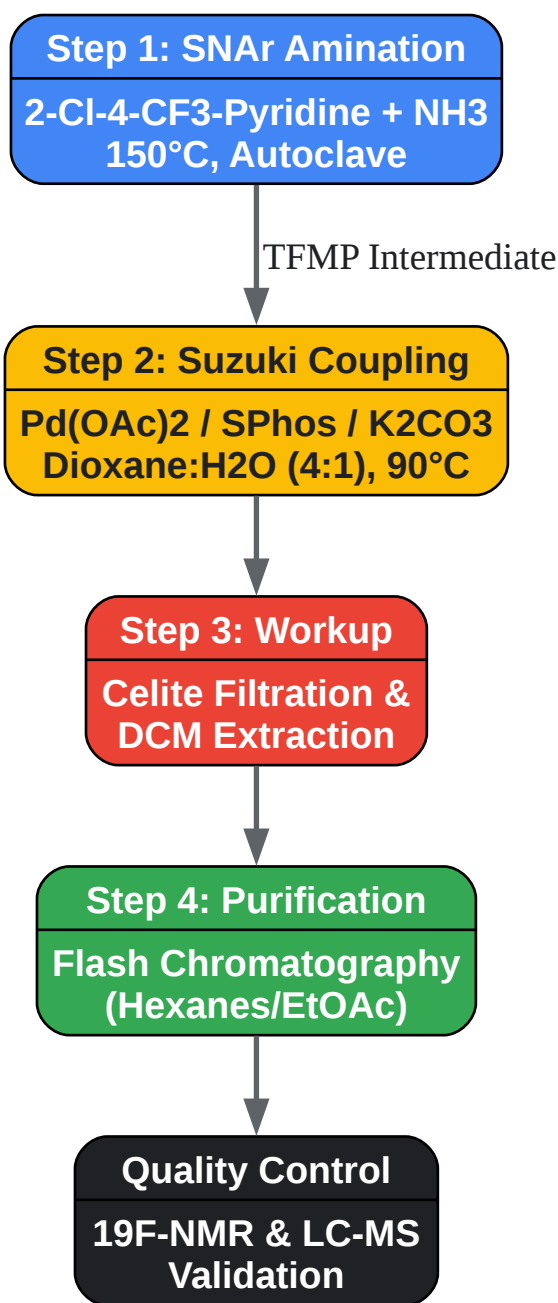 Step 1: SNAr Amination
2-Cl-4-CF3-Pyridine + NH3
150°C, Autoclave
TFMP Intermediate
Step 2: Suzuki Coupling
Pd(OAc)2 / SPhos / K2CO3
Dioxane:H2O (4:1), 90°C
Step 3: Workup
Celite Filtration &
DCM Extraction
Step 4: Purification
Flash Chromatography
(Hexanes/EtOAc)
Quality Control
19F-NMR & LC-MS
Validation